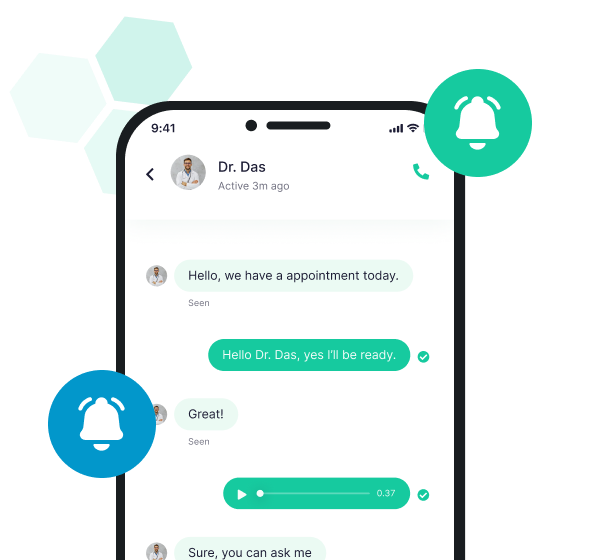 9:41
Dr. Das
Active 3m ago
Hello, we have a appointment today.
Seen
Hello Dr. Das, yes I'll be ready.
Great!
Seen
0.37
Sure, you can ask me